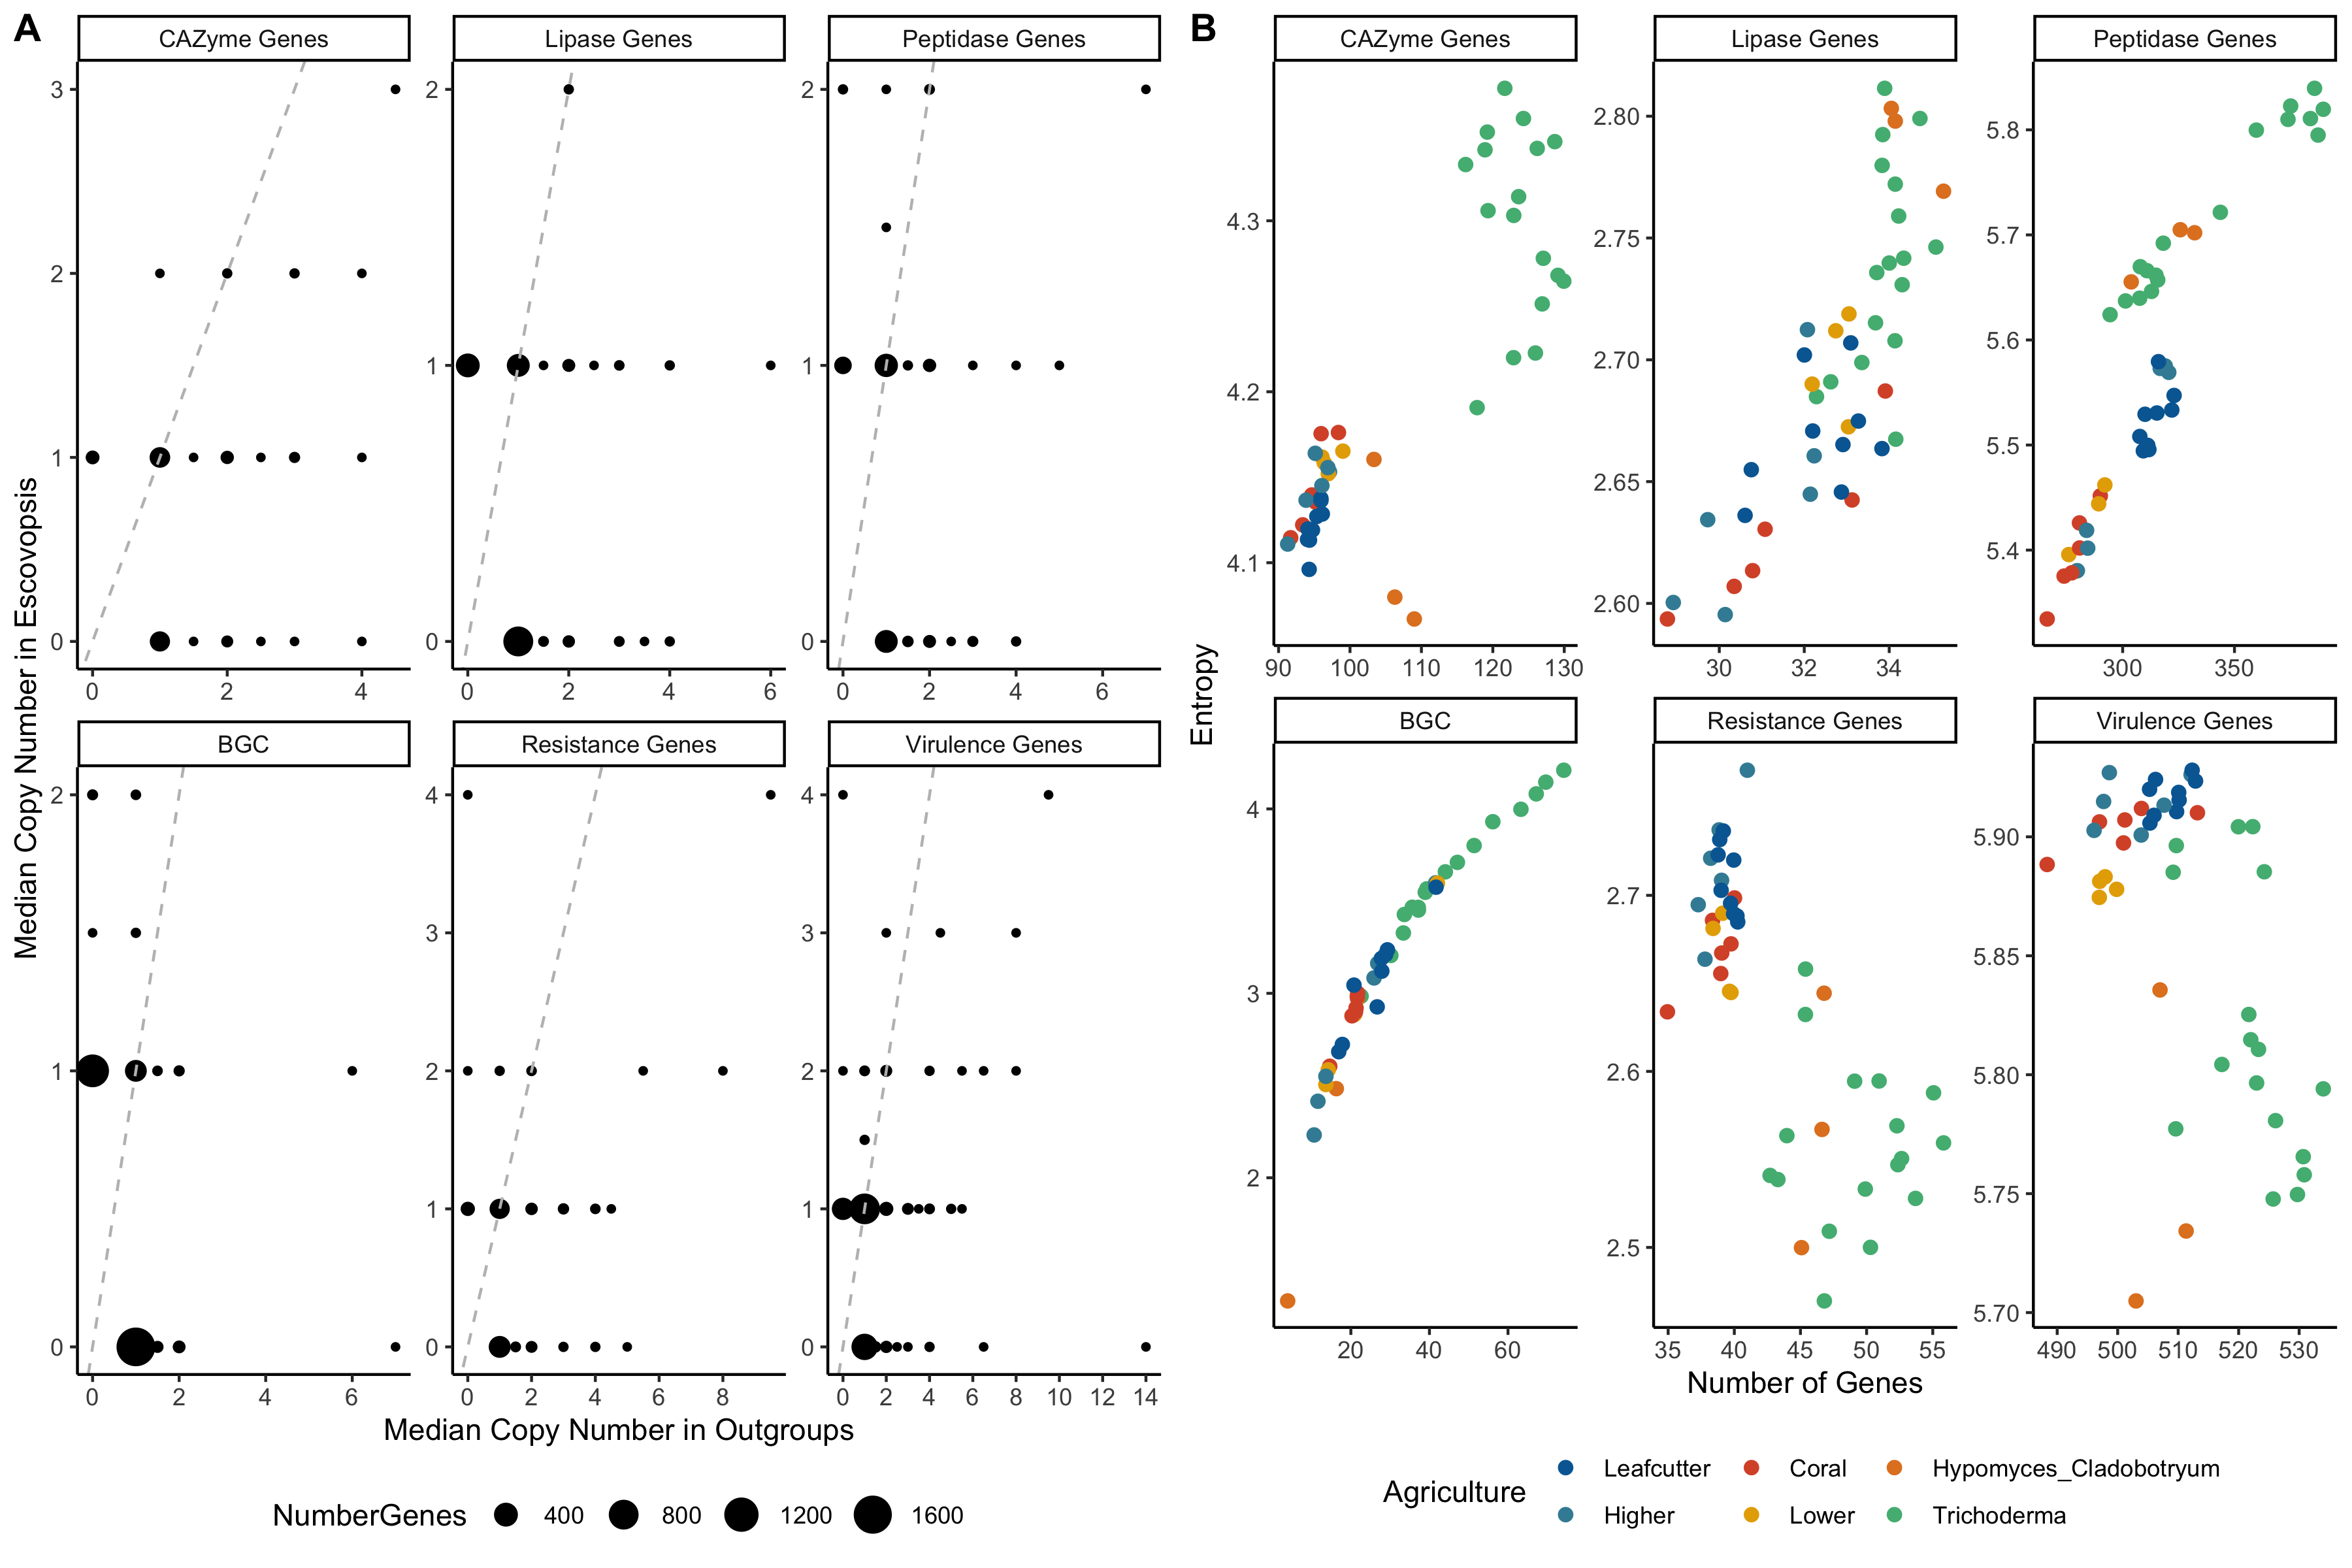 A
CAZyme Genes
Lipase Genes
Peptidase Genes
3
2
1
0
0 2 4
2
1
0
0 2 4 6
2
1
0
0 2 4 6
BGC
Resistance Genes
Virulence Genes
2
1
0
0 2 4 6
4
3
2
1
0
0 2 4 6 8
4
3
2
1
0
0 2 4 6 8 10 12 14
Median Copy Number in Escovopsis
Median Copy Number in Outgroups
NumberGenes 400 800 1200 1600
B
CAZyme Genes
Lipase Genes
Peptidase Genes
4.3
4.2
4.1
90 100 110 120 130
2.80
2.75
2.70
2.65
2.60
30 32 34
5.8
5.7
5.6
5.5
5.4
300 350
BGC
Resistance Genes
Virulence Genes
4
3
2
20 40 60
2.7
2.6
2.5
35 40 45 50 55
5.90
5.85
5.80
5.75
5.70
490 500 510 520 530
Entropy
Number of Genes
Agriculture
Leafcutter Coral Hypomyces_Cladobotryum
Higher Lower Trichoderma